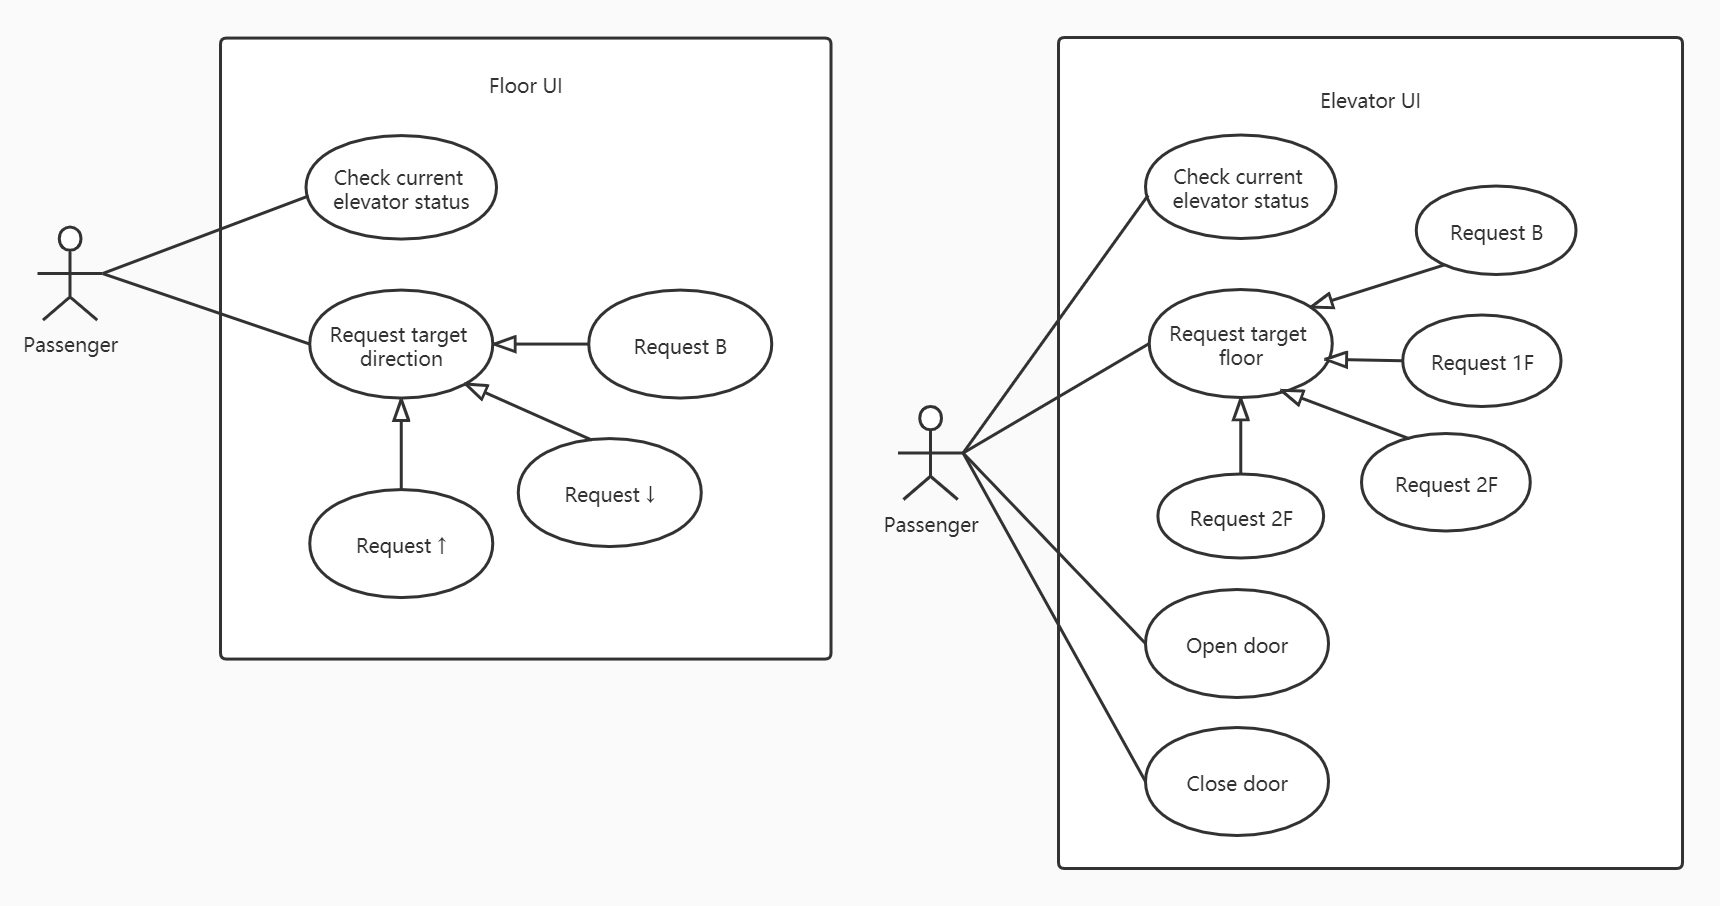 Floor UI
Check current
elevator status
Passenger
Request target
direction
Request B
Request ↓
Request ↑
Elevator UI
Check current
elevator status
Request B
Request target
floor
Request 1F
Request 2F
Request 2F
Passenger
Open door
Close door